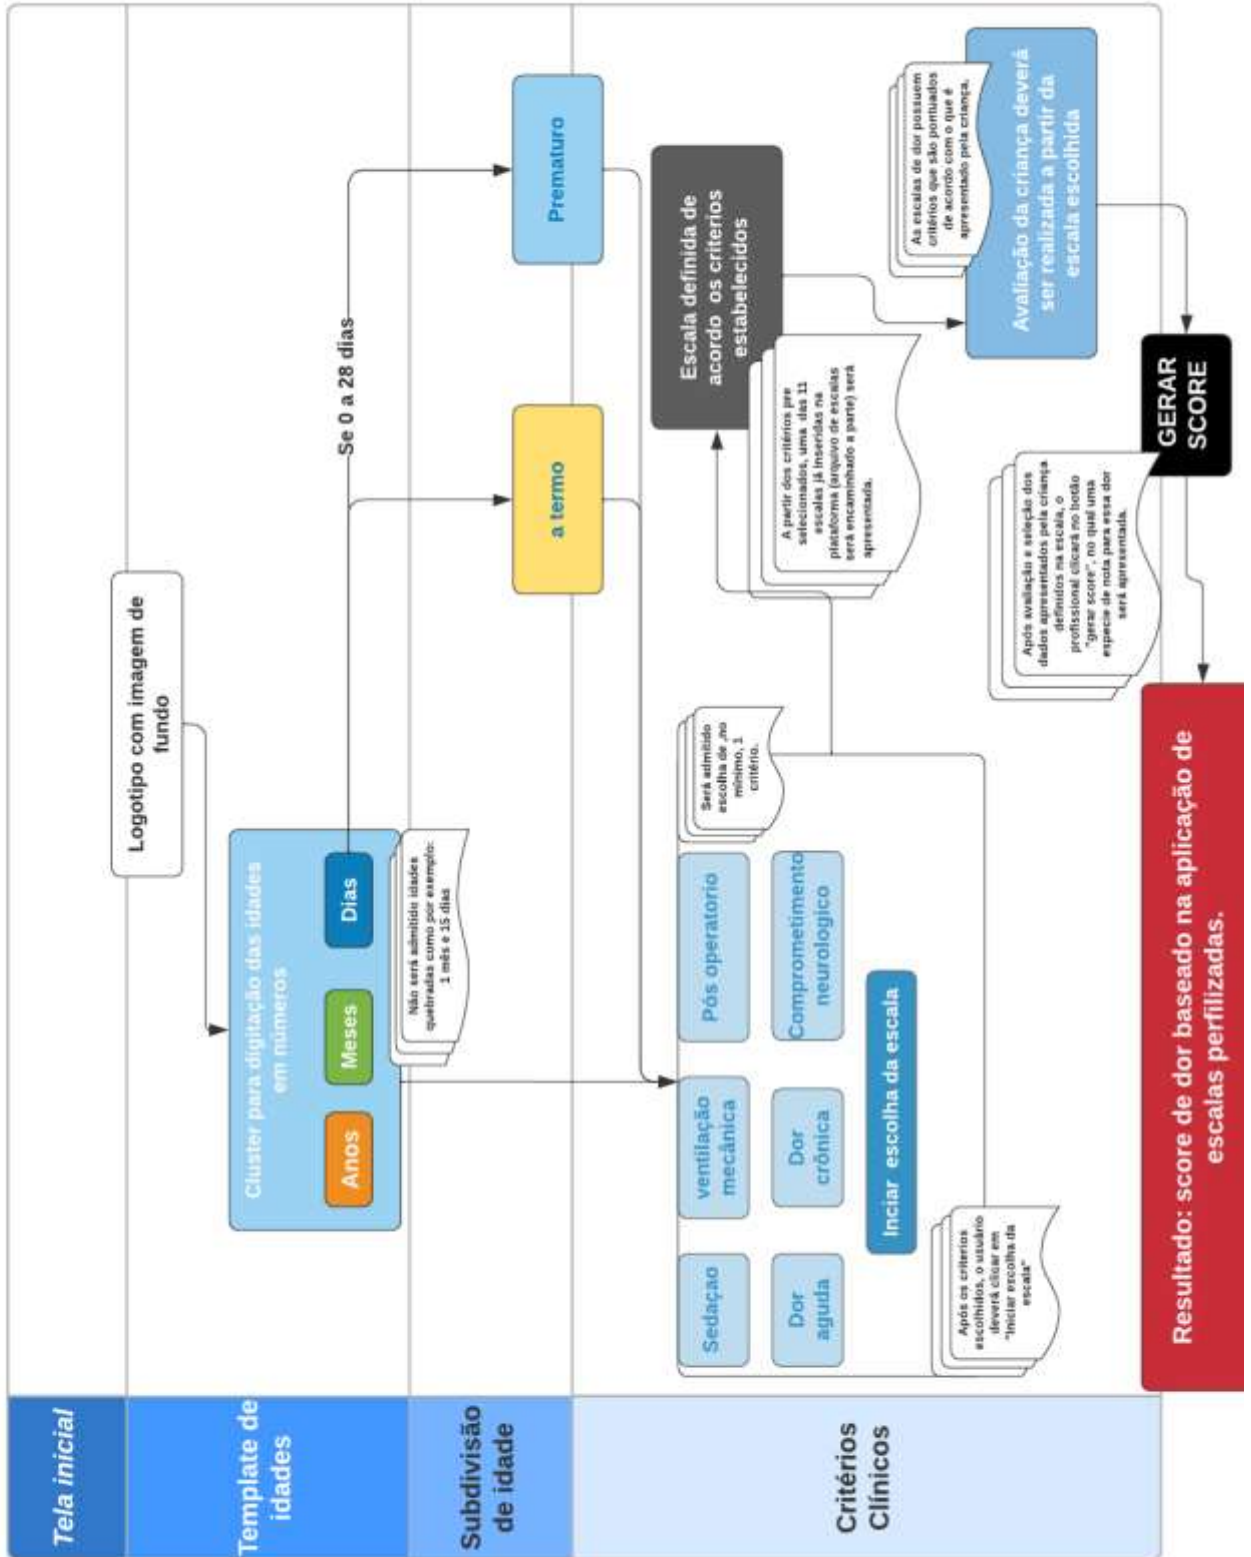 Tela inicial
Logotipo com imagem de
fundo
Template de
idades
Cluster para digitação das idades
em números
Anos
Meses
Dias
Se 0 a 28 dias
Não será admitido idades
quebradas como por exemplo:
1 mês e 15 dias
Subdivisão
de idade
a termo
Prematuro
Critérios
Clínicos
Sedação
ventilação
mecânica
Pós operatorio
Será admitido
escolha de ,no
mínimo, 1
critério.
Dor
aguda
Dor
crônica
Comprometimento
neurologico
Inciar escolha da escala
Após os criterios
escolhidos, o usuário
deverá clicar em
"Iniciar escolha da
escala"
Escala definida de
acordo os criterios
estabelecidos
A partir dos critérios pre
selecionados, uma das 11
escalas já inseridas na
plataforma (arquivo de escalas
será encaminhado a parte) será
apresentada.
As escalas de dor possuem
critérios que são pontuados
de acordo com o que é
apresentado pela criança.
Avaliação da criança deverá
ser realizada a partir da
escala escolhida
Após avaliação e seleção dos
dados apresentados pela criança
definidos na escala, o
profissional clicará no botão
"gerar score", no qual uma
especie de nota para essa dor
será apresentada.
GERAR
SCORE
Resultado: score de dor baseado na aplicação de
escalas perfilizadas.